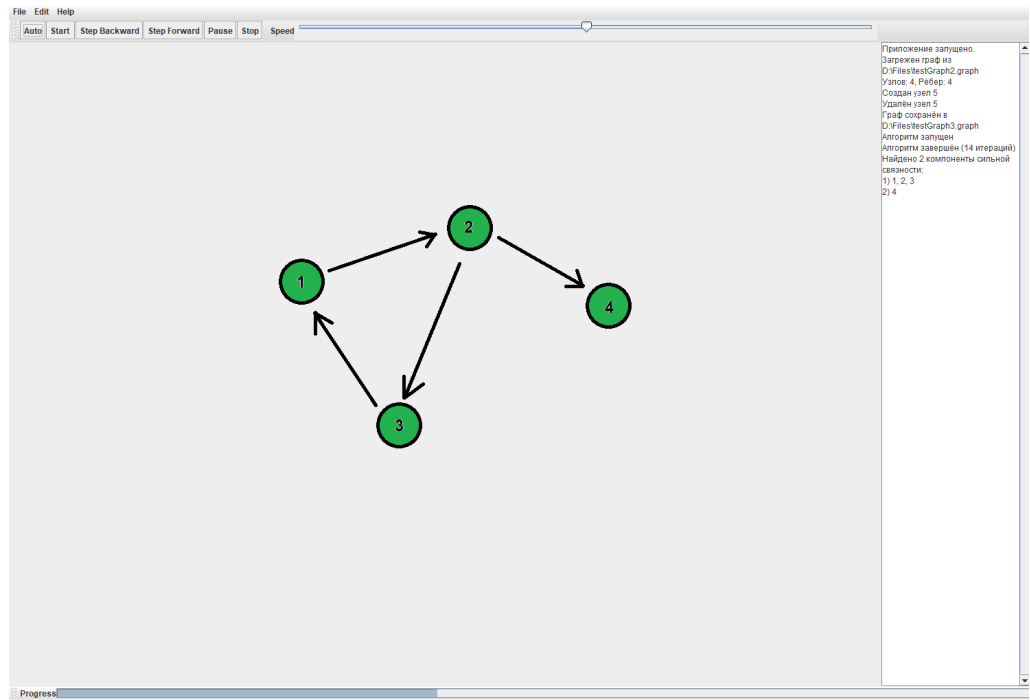 File Edit Help
Auto Start Step Backward Step Forward Pause Stop Speed
Приложение запущено.
Загрежен граф из
D:\Files\testGraph2.graph
Узлов: 4, Рёбер: 4
Создан узел 5
Удалён узел 5
Граф сохранён в
D:\Files\testGraph3.graph
Алгоритм запущен
Алгоритм завершён (14 итераций)
Найдено 2 компоненты сильной
связности:
1) 1, 2, 3
2) 4
2
1
4
3
Progress